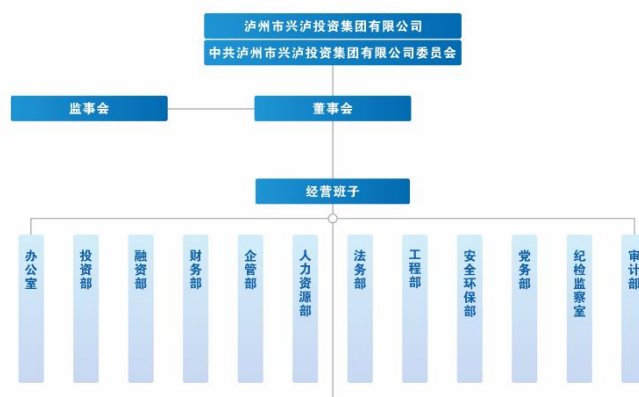 泸州市兴泸投资集团有限公司
中共泸州市兴泸投资集团有限公司委员会
监事会
董事会
经营班子
办公室
投资部
融资部
财务部
企管部
人力资源部
法务部
工程部
安全环保部
党务部
纪检监察室
审计部